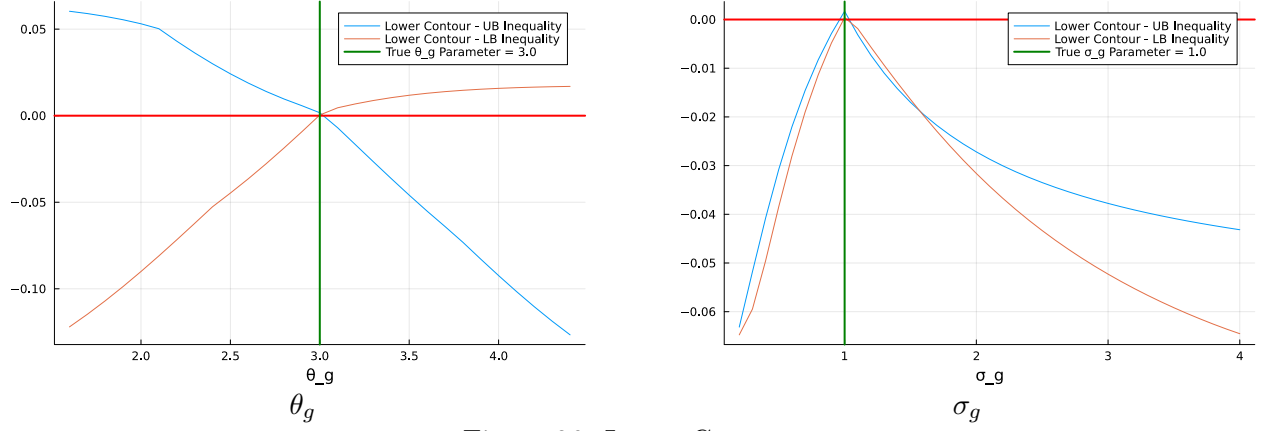 0.05
0.00
−0.05
−0.10
Lower Contour – UB Inequality
Lower Contour – LB Inequality
True θ_g Parameter = 3.0
2.0 2.5 3.0 3.5 4.0
θ_g
θg
0.00
−0.01
−0.02
−0.03
−0.04
−0.05
−0.06
Lower Contour – UB Inequality
Lower Contour – LB Inequality
True σ_g Parameter = 1.0
1 2 3 4
σ_g
σg